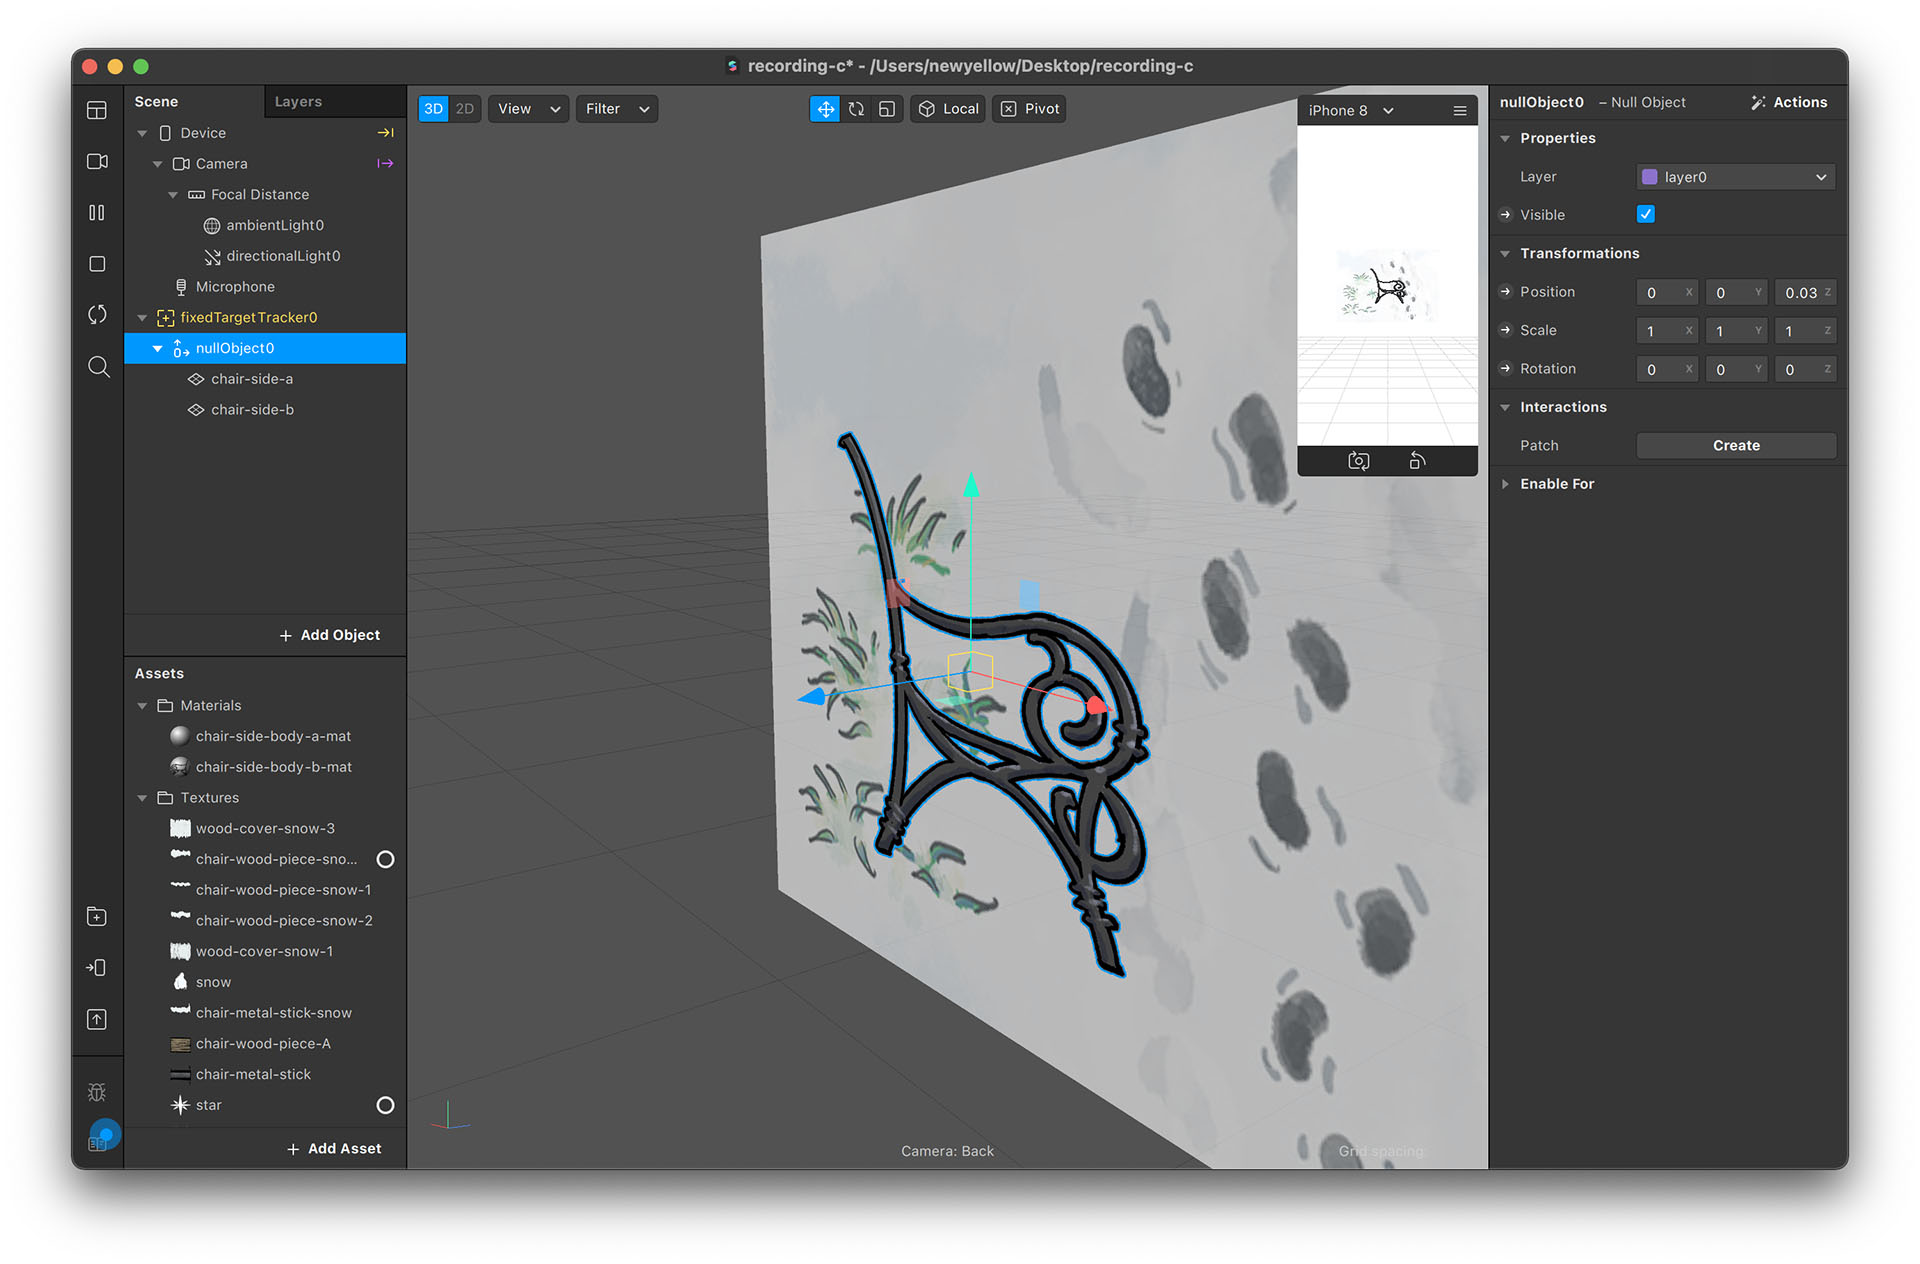 recording-c* - /Users/newyellow/Desktop/recording-c
Scene
Layers
Device
Camera
Focal Distance
ambientLight0
directionalLight0
Microphone
fixedTargetTracker0
nullObject0
chair-side-a
chair-side-b
+ Add Object
Assets
Materials
chair-side-body-a-mat
chair-side-body-b-mat
Textures
wood-cover-snow-3
chair-wood-piece-sno...
chair-wood-piece-snow-1
chair-wood-piece-snow-2
wood-cover-snow-1
snow
chair-metal-stick-snow
chair-wood-piece-A
chair-metal-stick
star
+ Add Asset
3D 2D View Filter Local Pivot
iPhone 8
Camera: Back
Grid spacing:
nullObject0 – Null Object Actions
Properties
Layer layer0
Visible
Transformations
Position 0 X 0 Y 0.03 Z
Scale 1 X 1 Y 1 Z
Rotation 0 X 0 Y 0 Z
Interactions
Patch Create
Enable For